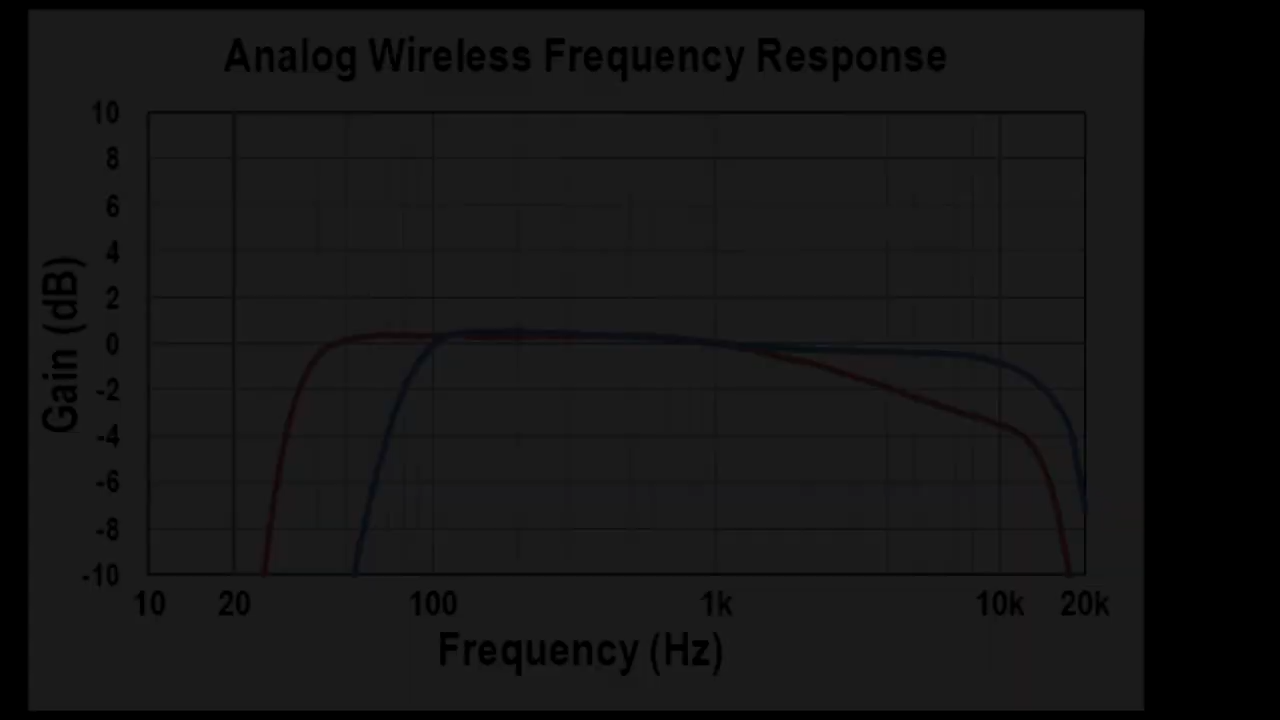 Analog Wireless Frequency Response
10
8
6
4
2
0
-2
-4
-6
-8
-10
Gain (dB)
10 20 100 1k 10k 20k
Frequency (Hz)